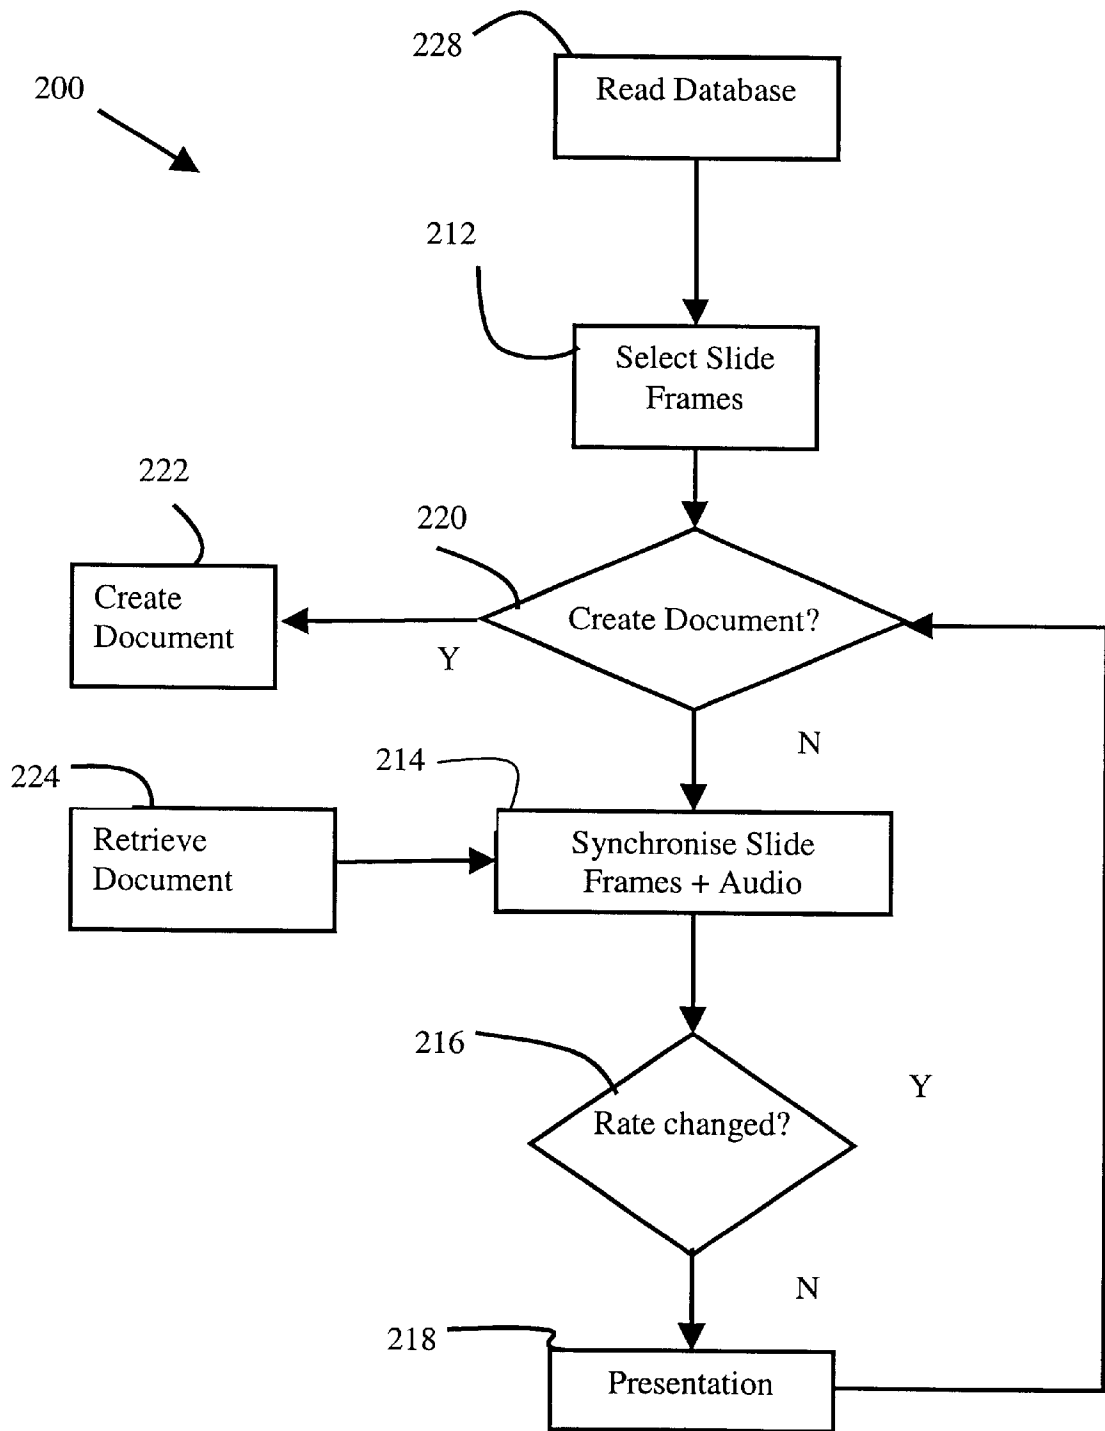 228
Read Database
200
212
Select Slide
Frames
222
220
Create
Document
Create Document?
Y
N
224
214
Retrieve
Document
Synchronise Slide
Frames + Audio
216
Y
Rate changed?
N
218
Presentation